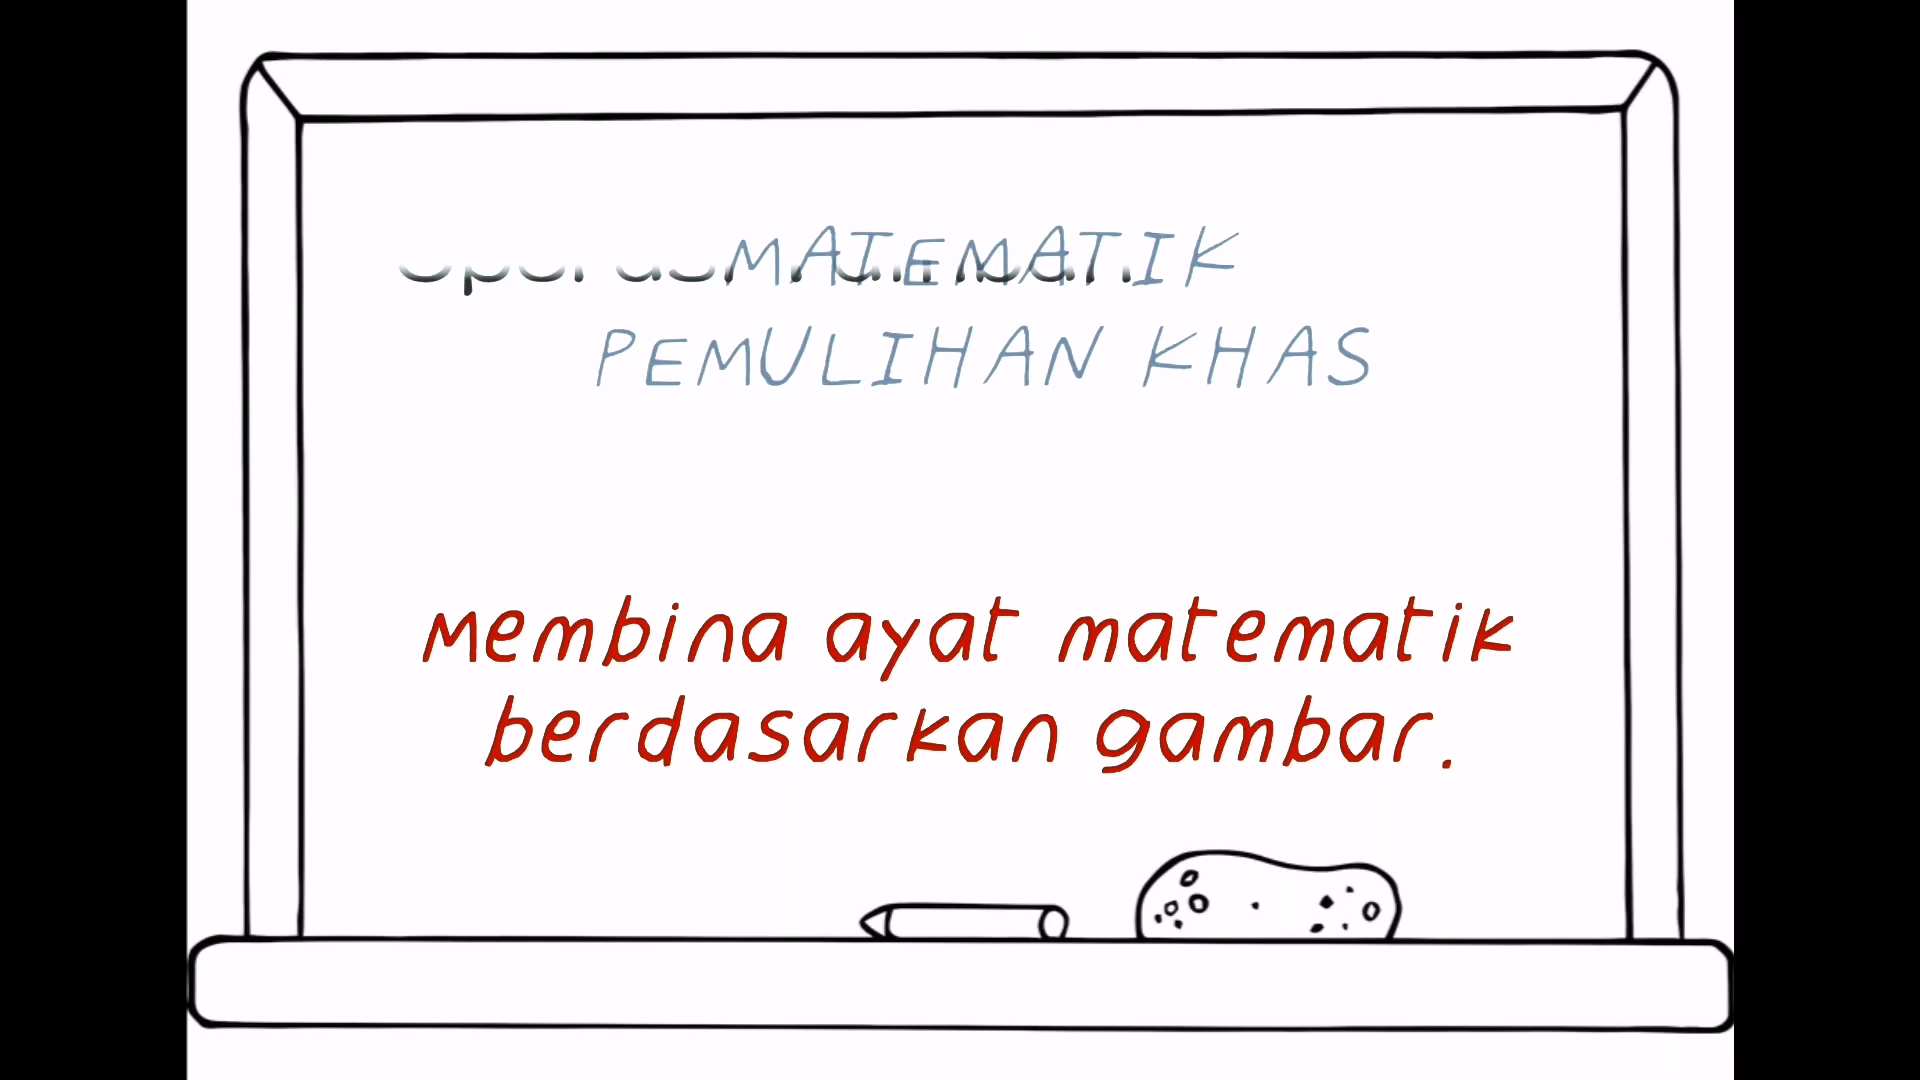 MATEMATIK
PEMULIHAN KHAS
Membina ayat matematik
berdasarkan gambar.